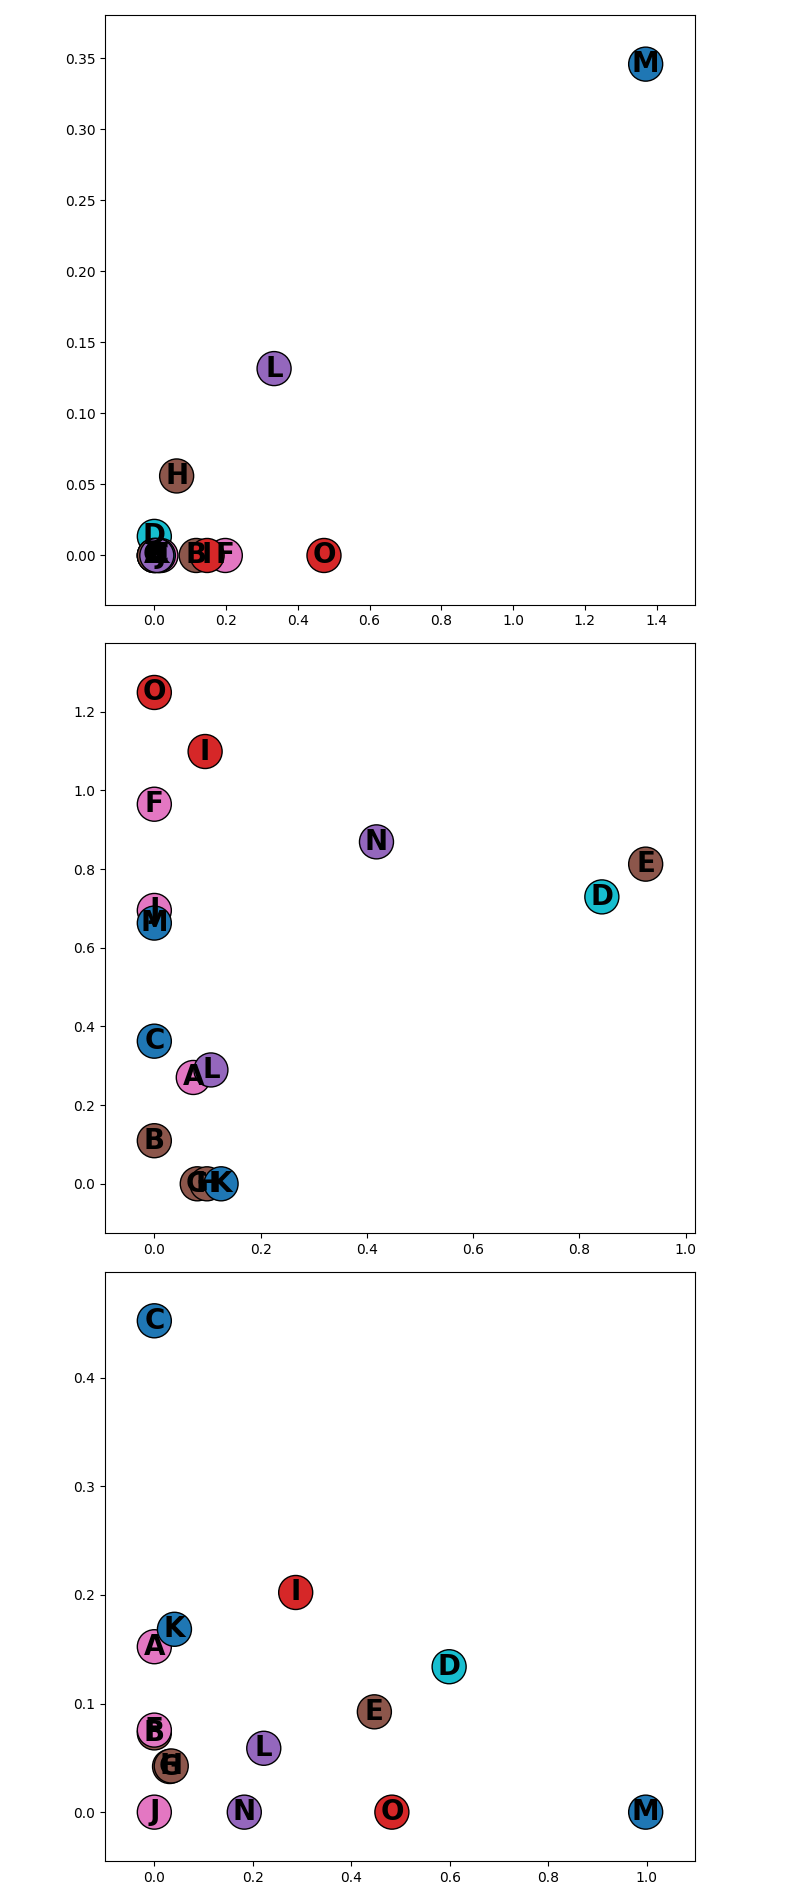 0.35
M
0.30
0.25
0.20
0.15
L
0.10
H
0.05
D
0.00
J B I F O
0.0 0.2 0.4 0.6 0.8 1.0 1.2 1.4
O
1.2
I
1.0
F
N
0.8
E
D
J
M
0.6
0.4
C
L
A
0.2
B
0.0
G H K
0.0 0.2 0.4 0.6 0.8 1.0
C
0.4
0.3
I
0.2
K
A
D
0.1
E
F
B
L
G H
0.0
J N O M
0.0 0.2 0.4 0.6 0.8 1.0